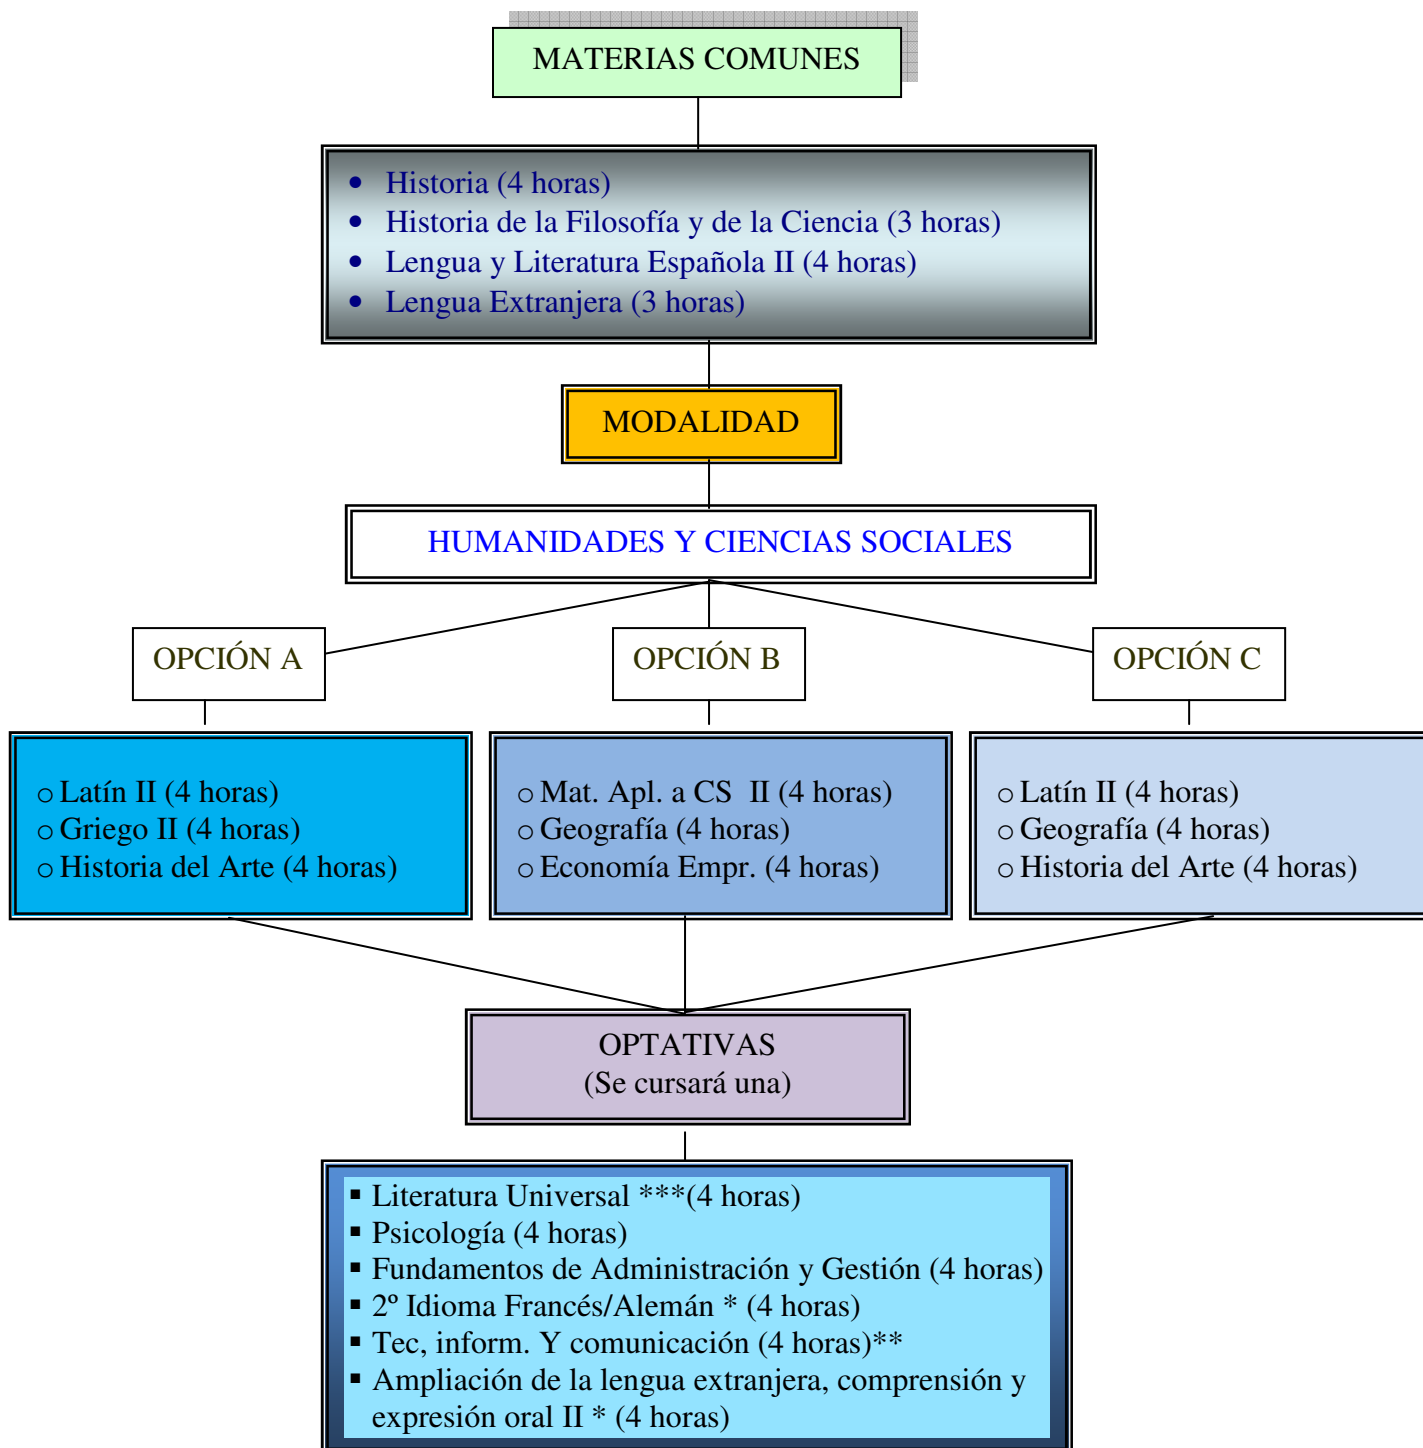 MATERIAS COMUNES
• Historia (4 horas)
• Historia de la Filosofía y de la Ciencia (3 horas)
• Lengua y Literatura Española II (4 horas)
• Lengua Extranjera (3 horas)
MODALIDAD
HUMANIDADES Y CIENCIAS SOCIALES
OPCIÓN A
OPCIÓN B
OPCIÓN C
o Latín II (4 horas)
o Griego II (4 horas)
o Historia del Arte (4 horas)
o Mat. Apl. a CS  II (4 horas)
o Geografía (4 horas)
o Economía Empr. (4 horas)
o Latín II (4 horas)
o Geografía (4 horas)
o Historia del Arte (4 horas)
OPTATIVAS
(Se cursará una)
▪ Literatura Universal ***(4 horas)
▪ Psicología (4 horas)
▪ Fundamentos de Administración y Gestión (4 horas)
▪ 2º Idioma Francés/Alemán * (4 horas)
▪ Tec, inform. Y comunicación (4 horas)**
▪ Ampliación de la lengua extranjera, comprensión y
expresión oral II * (4 horas)